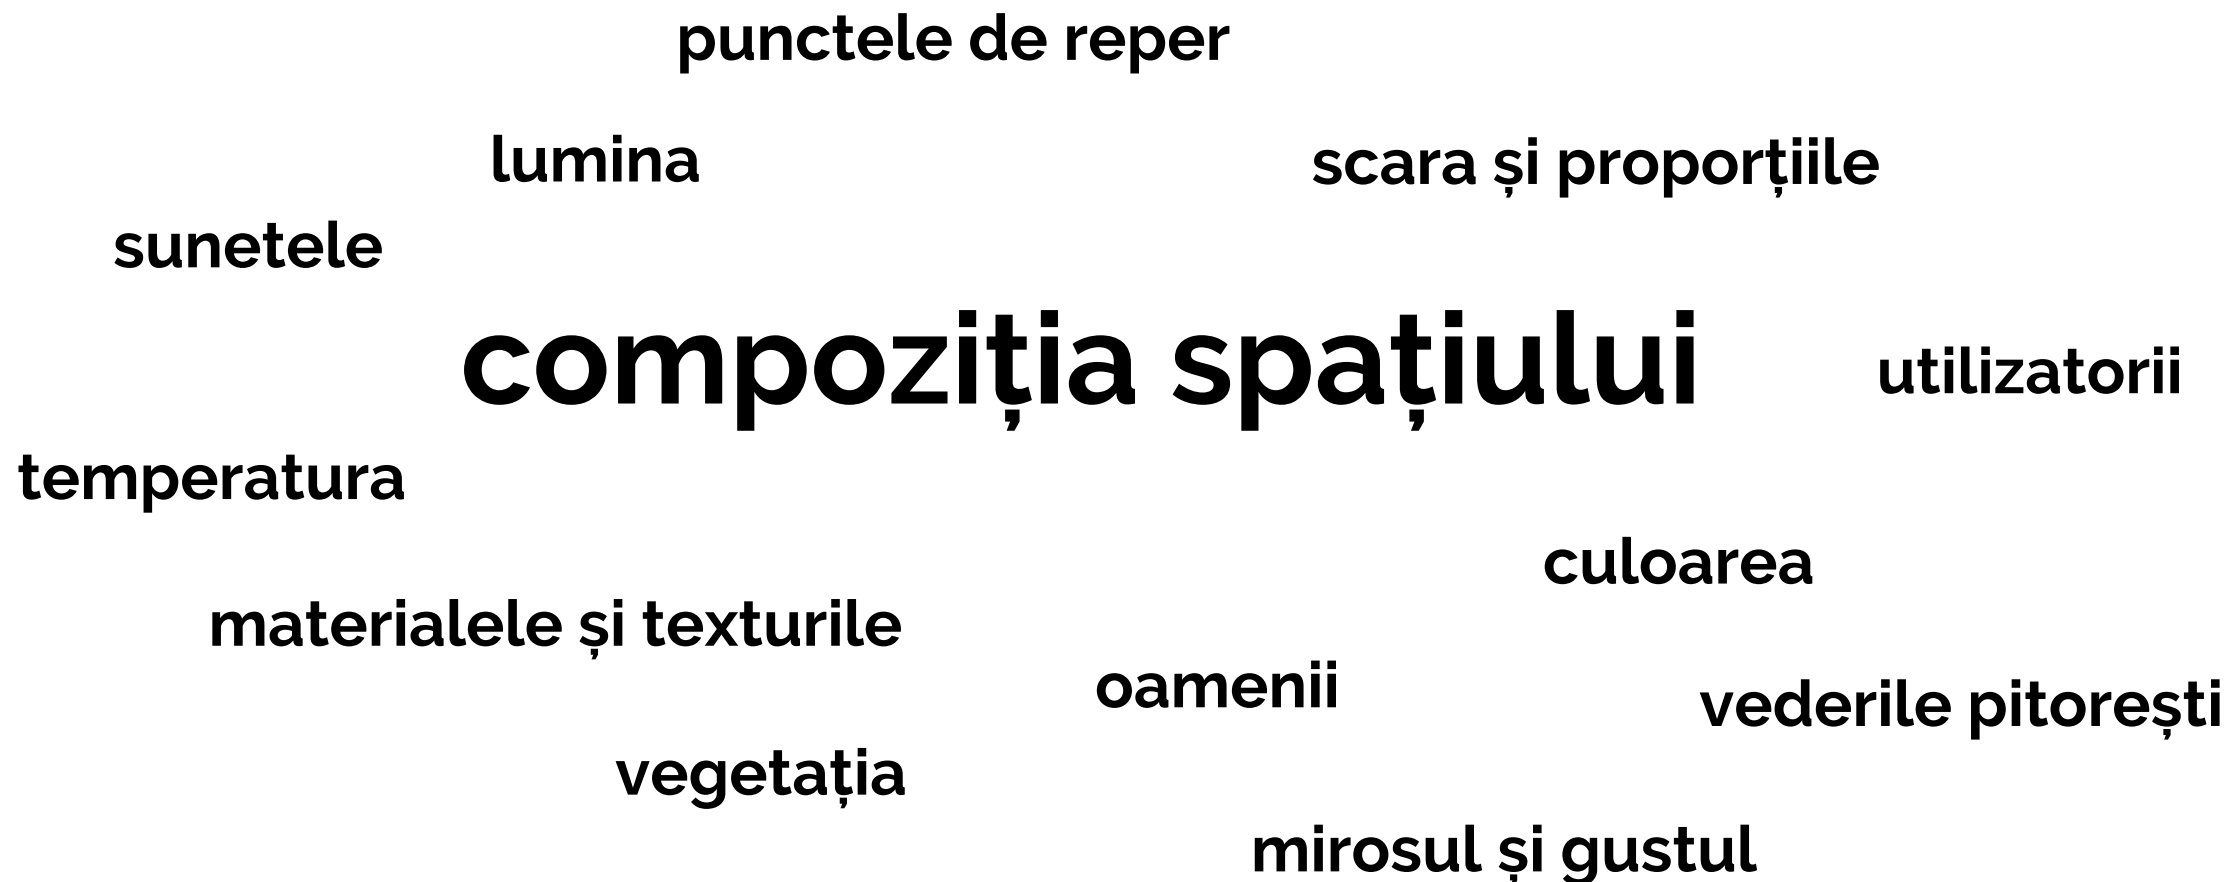 punctele de reper
lumina
scara și proporțiile
sunetele
compoziția spațiului
utilizatorii
temperatura
culoarea
materialele și texturile
oamenii
vederile pitorești
vegetația
mirosul și gustul